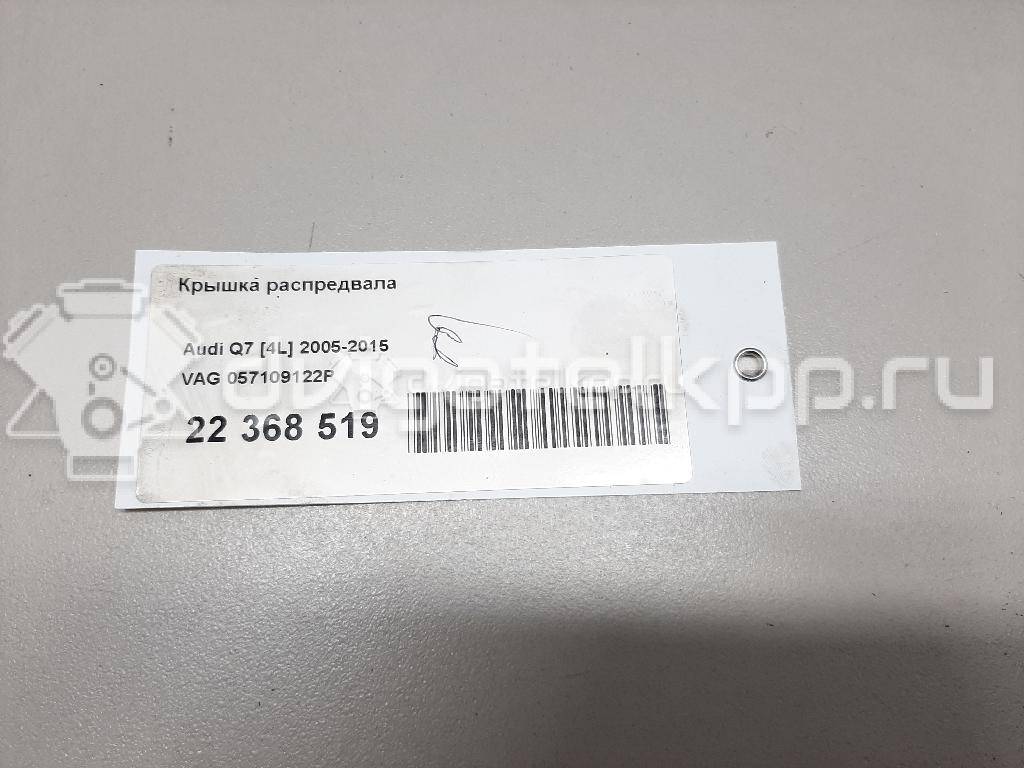 Крышка распредвала
Audi Q7 [4L] 2005-2015
VAG 057109122P
22 368 519
dvigatelkpp.ru